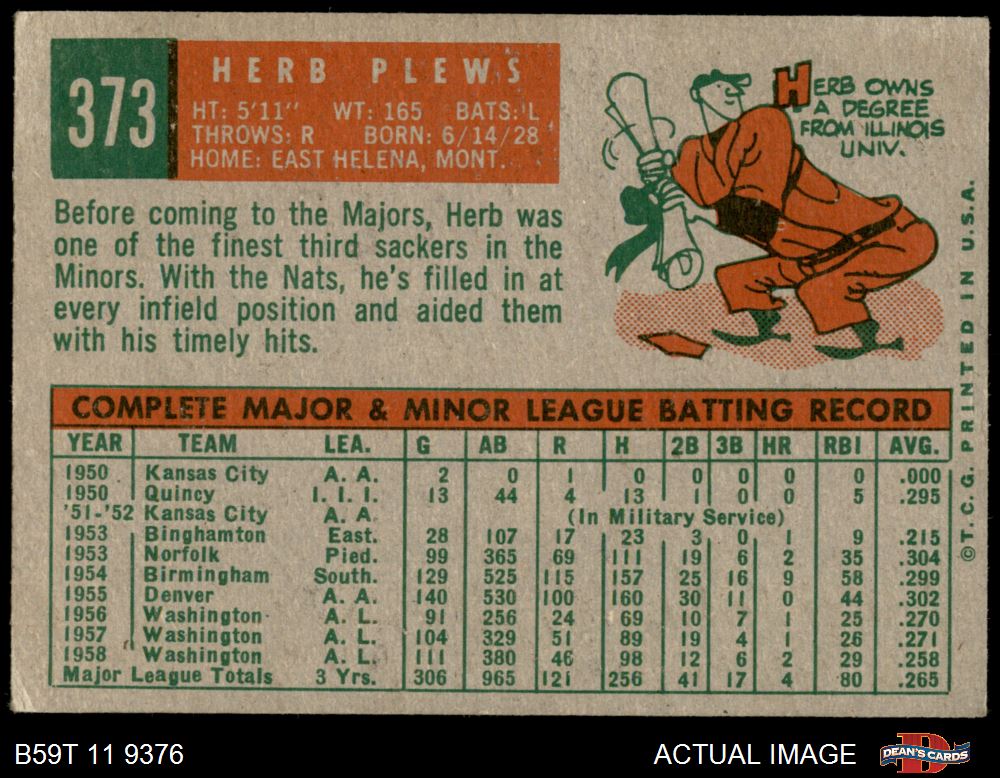 373
HERB PLEWS
HT: 5'11" WT: 165 BATS: L
THROWS: R BORN: 6/14/28
HOME: EAST HELENA, MONT.
HERB OWNS
A DEGREE
FROM ILLINOIS
UNIV.
Before coming to the Majors, Herb was
one of the finest third sackers in the
Minors. With the Nats, he's filled in at
every infield position and aided them
with his timely hits.
COMPLETE MAJOR & MINOR LEAGUE BATTING RECORD
YEAR TEAM LEA. G AB R H 2B 3B HR RBI AVG.
1950 Kansas City A. A. 2 0 1 0 0 0 0 0 .000
1950 Quincy I. I. I. 13 44 4 13 1 0 0 5 .295
'51-'52 Kansas City A. A. (In Military Service)
1953 Binghamton East. 28 107 17 23 3 0 1 9 .215
1953 Norfolk Pied. 99 365 69 111 19 6 2 35 .304
1954 Birmingham South. 129 525 115 157 25 16 9 58 .299
1955 Denver A. A. 140 530 100 160 30 11 0 44 .302
1956 Washington A. L. 91 256 24 69 10 7 1 25 .270
1957 Washington A. L. 104 329 51 89 19 4 1 26 .271
1958 Washington A. L. 111 380 46 98 12 6 2 29 .258
Major League Totals 3 Yrs. 306 965 121 256 41 17 4 80 .265
©T.C.G. PRINTED IN U.S.A.
B59T 11 9376
ACTUAL IMAGE
DEAN'S CARDS